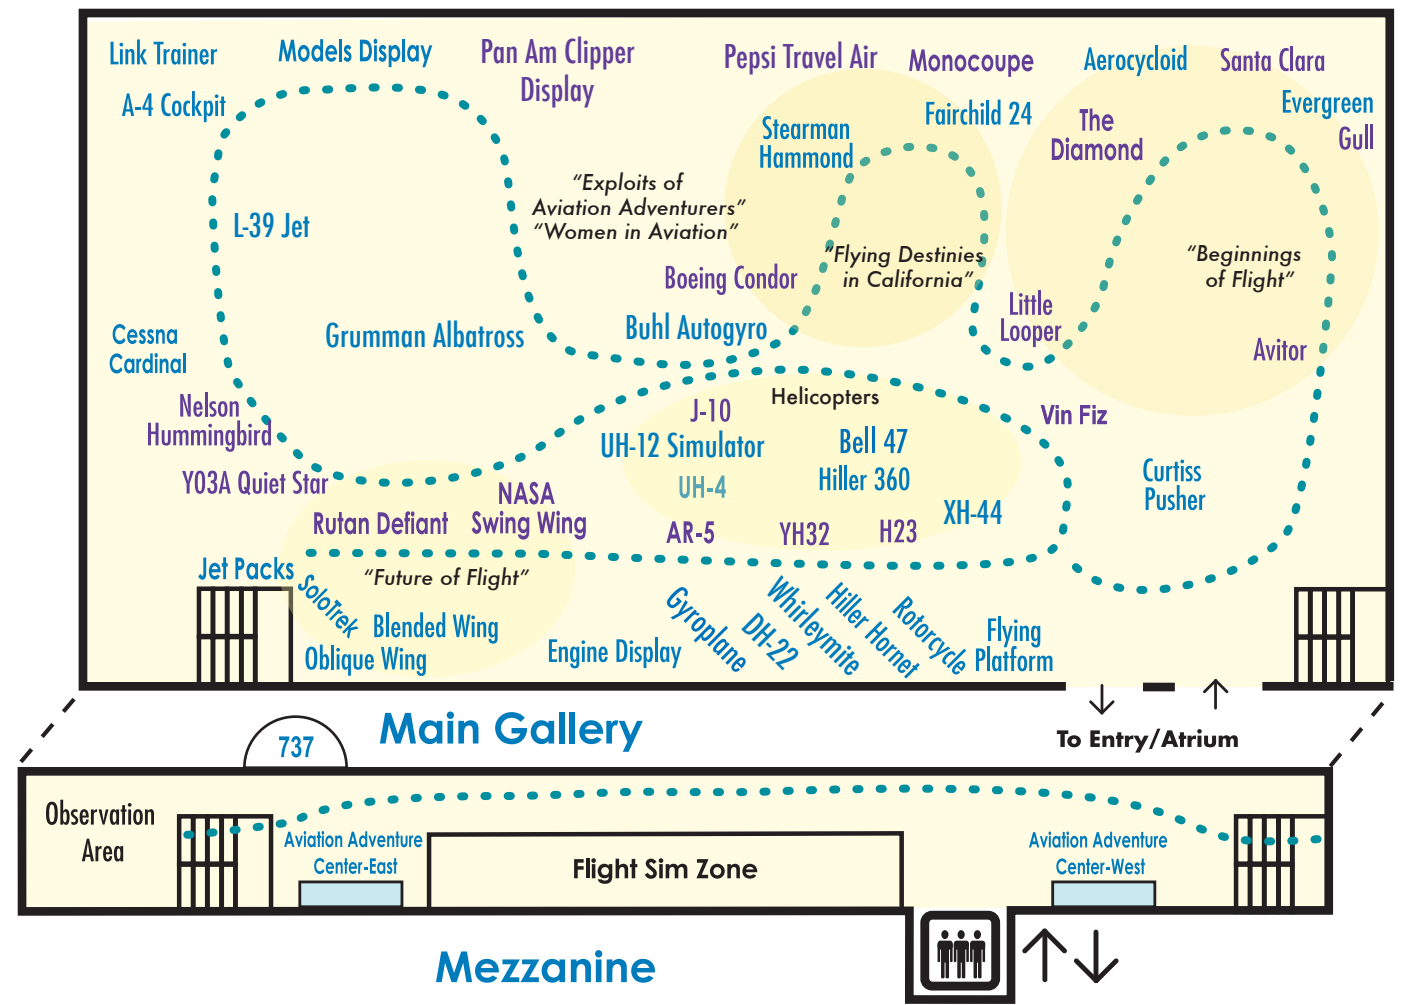 Link Trainer
Models Display
Pan Am Clipper
Display
Pepsi Travel Air
Monocoupe
Aerocycloid
Santa Clara
A-4 Cockpit
Stearman
Hammond
Fairchild 24
The
Diamond
Evergreen
Gull
“Exploits of
Aviation Adventurers”
“Women in Aviation”
L-39 Jet
Boeing Condor
“Flying Destinies
in California”
“Beginnings
of Flight”
Cessna
Cardinal
Grumman Albatross
Buhl Autogyro
Little
Looper
Avitor
Nelson
Hummingbird
J-10
Helicopters
Vin Fiz
UH-12 Simulator
Bell 47
YO3A Quiet Star
UH-4
Hiller 360
Curtiss
Pusher
Rutan Defiant
NASA
Swing Wing
AR-5
YH32
H23
XH-44
Jet Packs
“Future of Flight”
SoloTrek
Blended Wing
Oblique Wing
Engine Display
Gyroplane
DH-22
Whirleymite
Hiller Hornet
Rotorcycle
Flying
Platform
Main Gallery
To Entry/Atrium
737
Observation
Area
Aviation Adventure
Center-East
Flight Sim Zone
Aviation Adventure
Center-West
Mezzanine